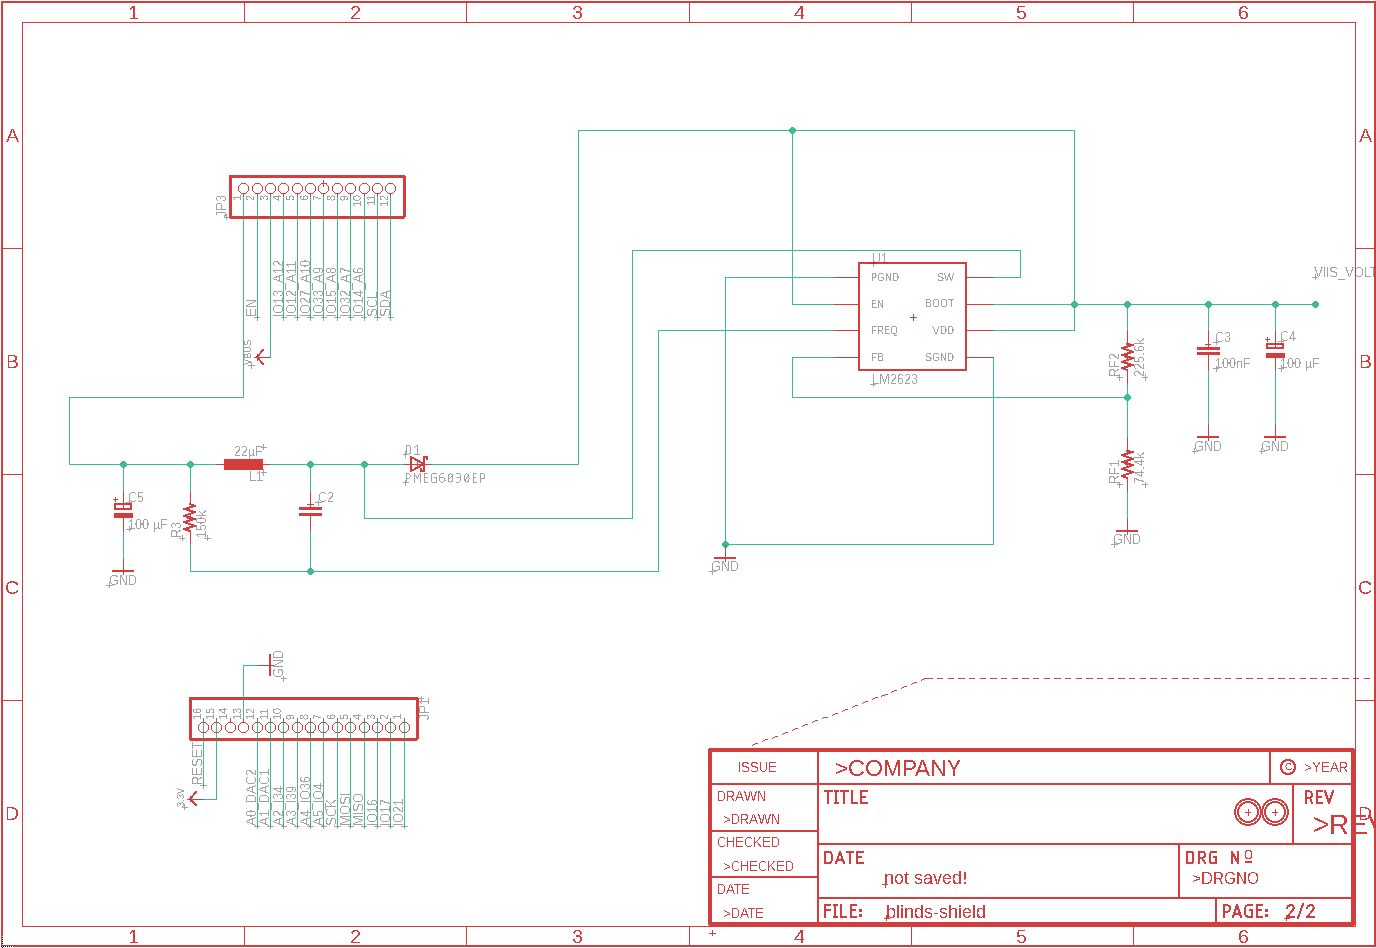 1 2 3 4 5 6
A A
JP3
1 2 3 4 5 6 7 8 9 10 11 12
EN
IO13_A12
IO12_A11
IO27_A10
IO33_A9
IO15_A8
IO32_A7
IO14_A6
SCL
SDA
VBUS
U1
PGND SW
EN BOOT
FREQ VDD
FB SGND
LM2623
VIIS_VOLT
RF2
225.6k
C3
100nF
C4
100 µF
GND
GND
B B
RF1
74.4k
GND
22µF
L1
D1
PMEG6030EP
C5
100 µF
R3
150k
C2
GND
GND
C C
GND
16 15 14 13 12 11 10 9 8 7 6 5 4 3 2 1
JP1
RESET
3.3V
A0_DAC2
A1_DAC1
A2_I34
A3_I39
A4_IO36
A5_IO4
SCK
MOSI
MISO
IO16
IO17
IO21
D D
ISSUE >COMPANY © >YEAR
DRAWN TITLE REV
>DRAWN >REV
CHECKED
>CHECKED
DATE DRG Nº
not saved! >DRGNO
DATE
>DATE
FILE: blinds-shield PAGE: 2/2
1 2 3 4 5 6